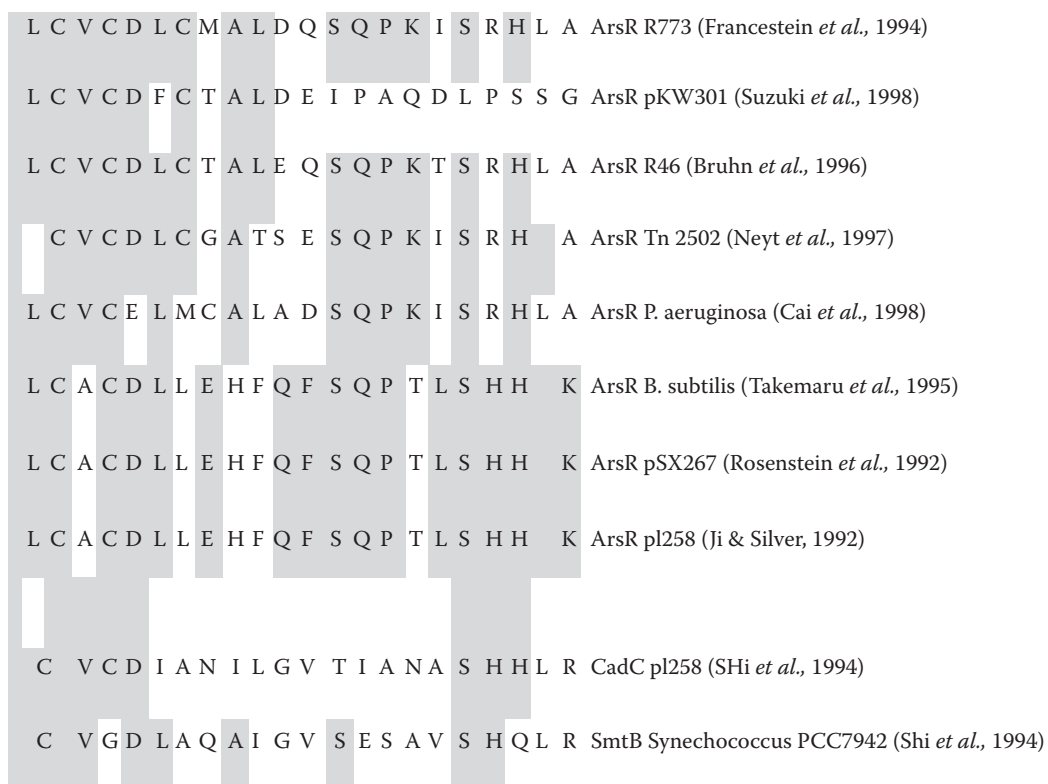 L C V C D L C M A L D Q S Q P K I S R H L A ArsR R773 (Francestein et al., 1994)
L C V C D F C T A L D E I P A Q D L P S S G ArsR pKW301 (Suzuki et al., 1998)
L C V C D L C T A L E Q S Q P K T S R H L A ArsR R46 (Bruhn et al., 1996)
C V C D L C G A T S E S Q P K I S R H A ArsR Tn 2502 (Neyt et al., 1997)
L C V C E L M C A L A D S Q P K I S R H L A ArsR P. aeruginosa (Cai et al., 1998)
L C A C D L L E H F Q F S Q P T L S H H K ArsR B. subtilis (Takemaru et al., 1995)
L C A C D L L E H F Q F S Q P T L S H H K ArsR pSX267 (Rosenstein et al., 1992)
L C A C D L L E H F Q F S Q P T L S H H K ArsR pl258 (Ji & Silver, 1992)
C V C D I A N I L G V T I A N A S H H L R CadC pl258 (SHi et al., 1994)
C V G D L A Q A I G V S E S A V S H Q L R SmtB Synechococcus PCC7942 (Shi et al., 1994)